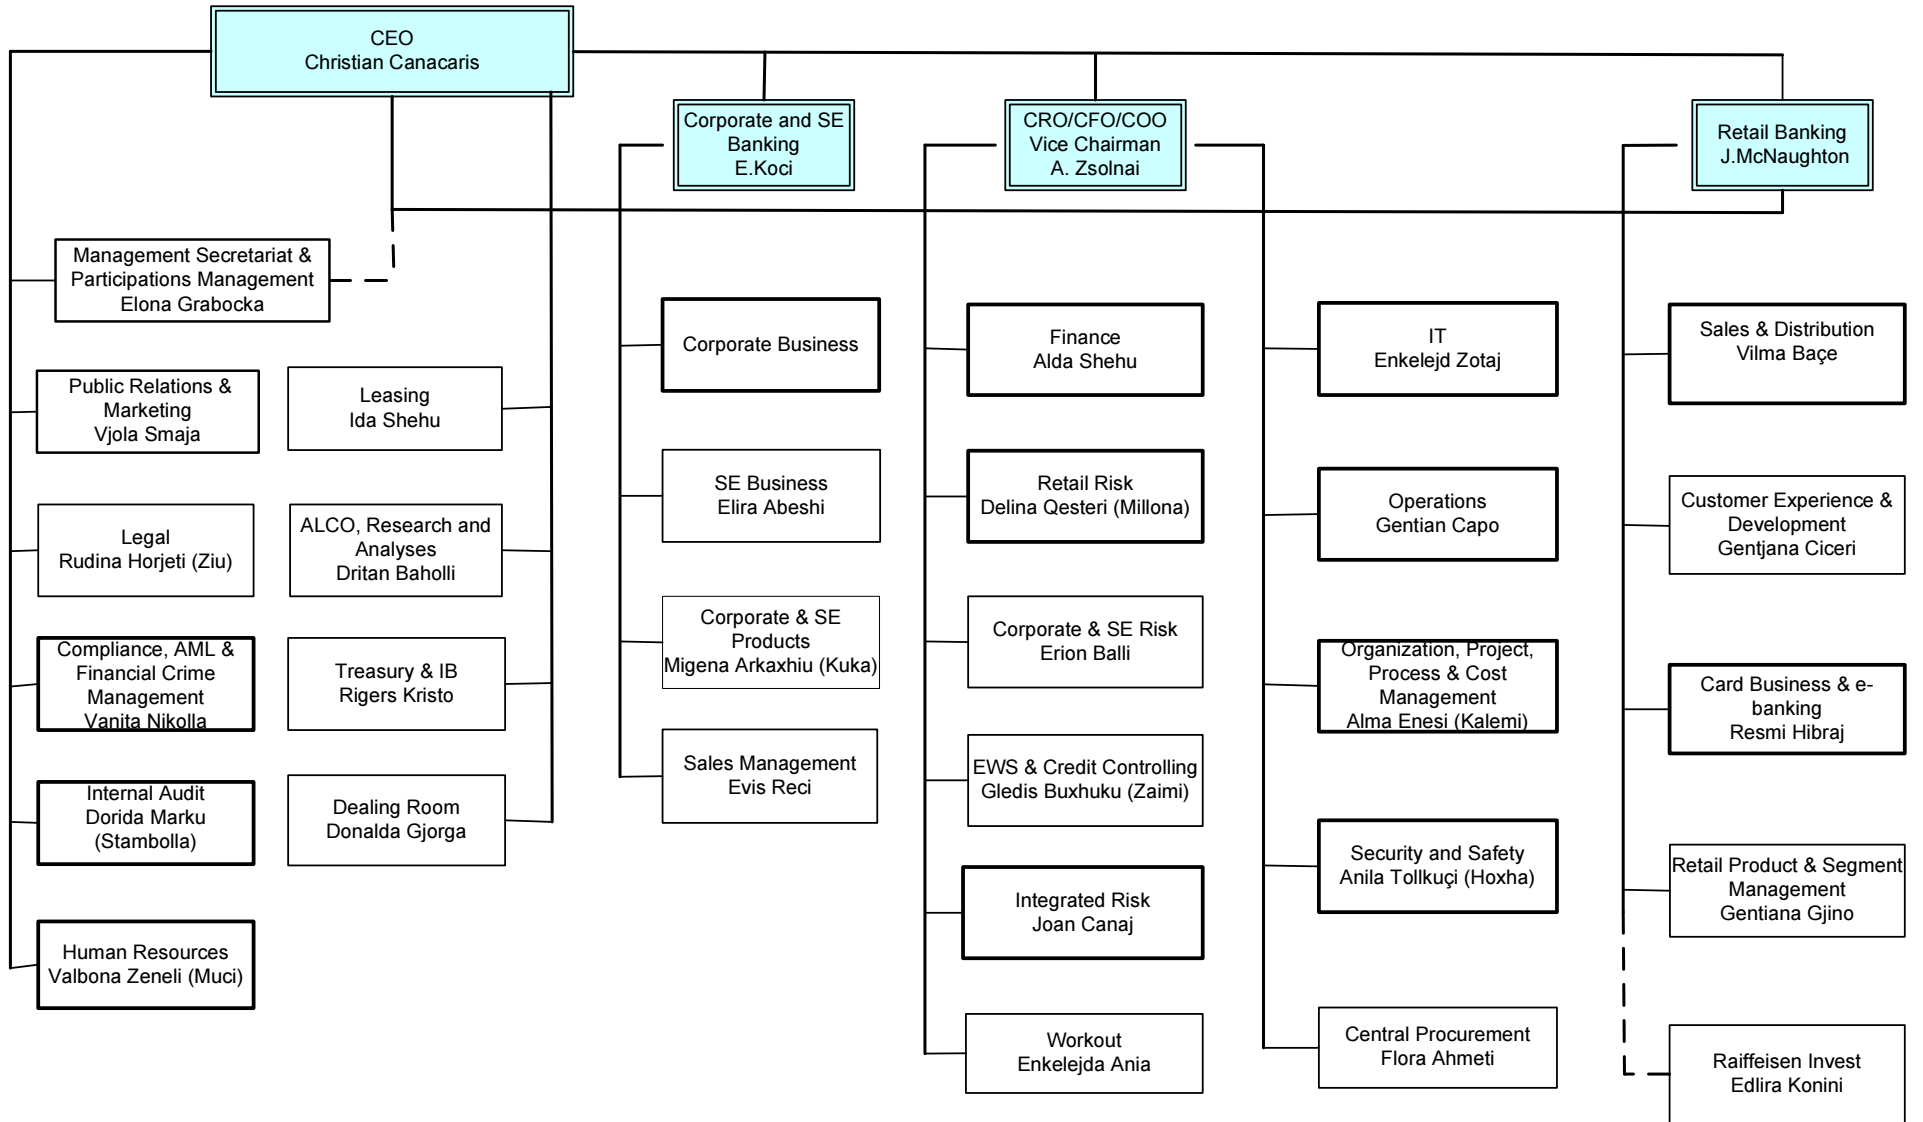 CEO
Christian Canacaris
Corporate and SE
Banking
E.Koci
CRO/CFO/COO
Vice Chairman
A. Zsolnai
Retail Banking
J.McNaughton
Management Secretariat &
Participations Management
Elona Grabocka
Public Relations &
Marketing
Vjola Smaja
Legal
Rudina Horjeti (Ziu)
Compliance, AML &
Financial Crime
Management
Vanita Nikolla
Internal Audit
Dorida Marku
(Stambolla)
Human Resources
Valbona Zeneli (Muci)
Leasing
Ida Shehu
ALCO, Research and
Analyses
Dritan Baholli
Treasury & IB
Rigers Kristo
Dealing Room
Donalda Gjorga
Corporate Business
SE Business
Elira Abeshi
Corporate & SE
Products
Migena Arkaxhiu (Kuka)
Sales Management
Evis Reci
Finance
Alda Shehu
Retail Risk
Delina Qesteri (Millona)
Corporate & SE Risk
Erion Balli
EWS & Credit Controlling
Gledis Buxhuku (Zaimi)
Integrated Risk
Joan Canaj
Workout
Enkelejda Ania
IT
Enkelejd Zotaj
Operations
Gentian Capo
Organization, Project,
Process & Cost
Management
Alma Enesi (Kalemi)
Security and Safety
Anila Tollkuçi (Hoxha)
Central Procurement
Flora Ahmeti
Sales & Distribution
Vilma Baçe
Customer Experience &
Development
Gentjana Ciceri
Card Business & e-
banking
Resmi Hibraj
Retail Product & Segment
Management
Gentiana Gjino
Raiffeisen Invest
Edlira Konini